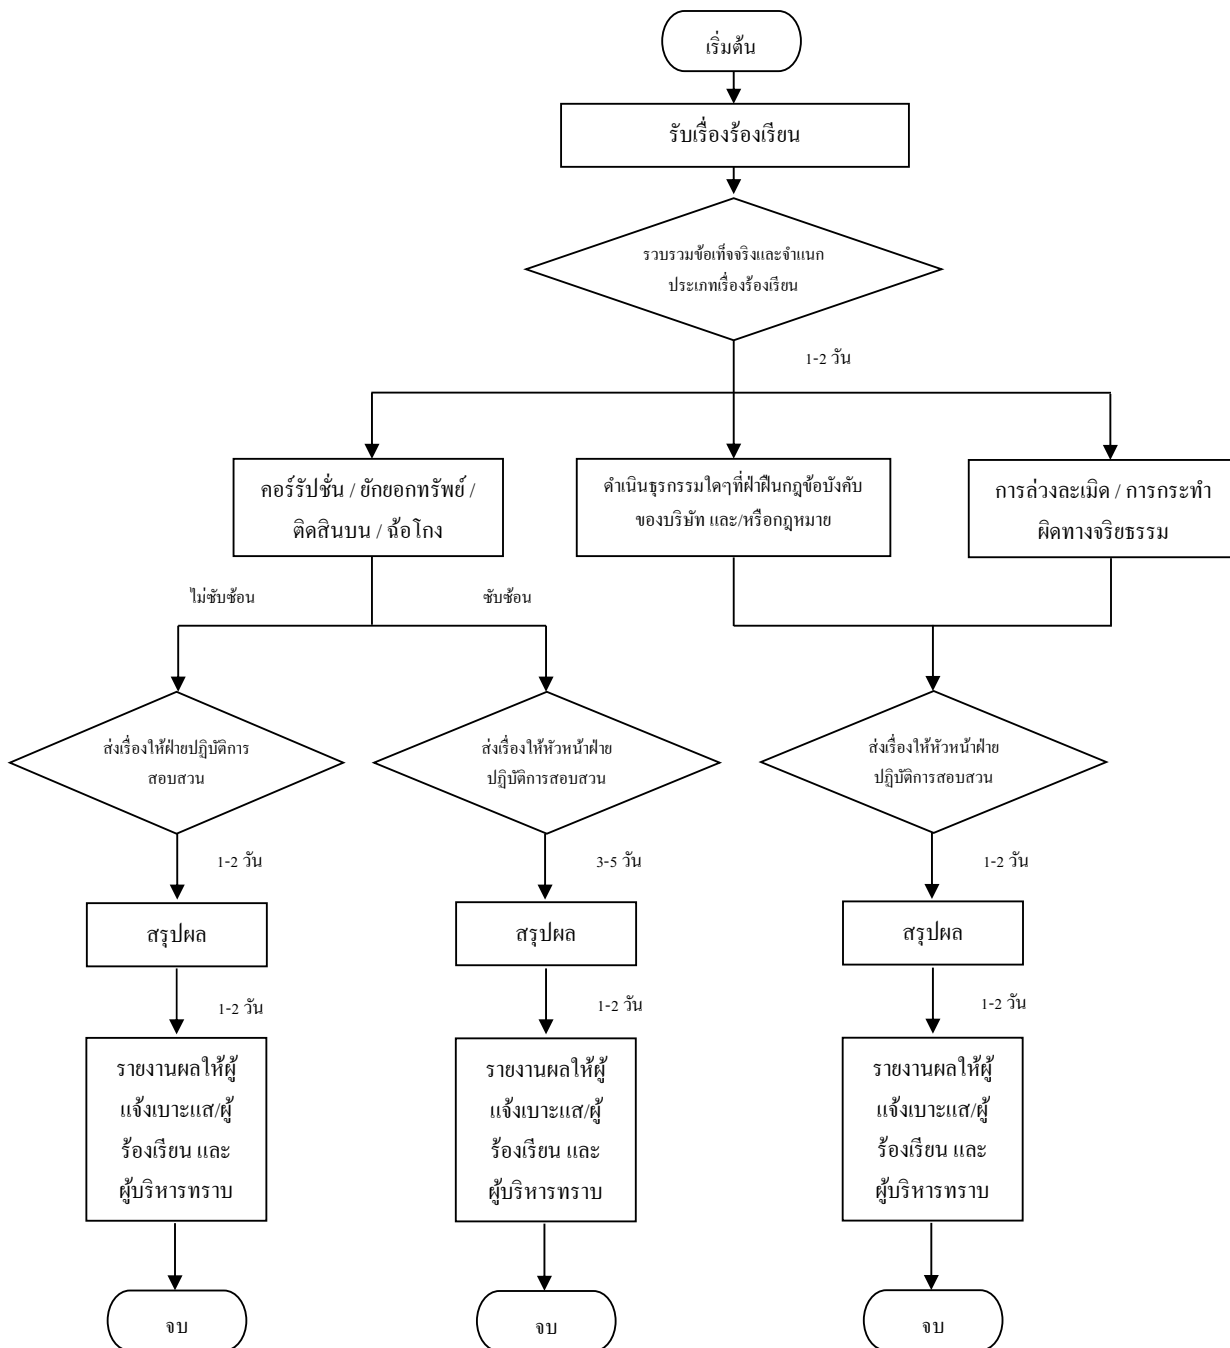 เริ่มต้น
รับเรื่องร้องเรียน
รวบรวมข้อเท็จจริงและจำแนก
ประเภทเรื่องร้องเรียน
1-2 วัน
คอร์รัปชั่น / ยักยอกทรัพย์ /
ติดสินบน / ฉ้อโกง
ดำเนินธุรกรรมใดๆที่ฝ่าฝืนกฎข้อบังคับ
ของบริษัท และ/หรือกฎหมาย
การล่วงละเมิด / การกระทำ
ผิดทางจริยธรรม
ไม่ซับซ้อน
ซับซ้อน
ส่งเรื่องให้ฝ่ายปฏิบัติการ
สอบสวน
ส่งเรื่องให้หัวหน้าฝ่าย
ปฏิบัติการสอบสวน
ส่งเรื่องให้หัวหน้าฝ่าย
ปฏิบัติการสอบสวน
1-2 วัน
3-5 วัน
1-2 วัน
สรุปผล
สรุปผล
สรุปผล
1-2 วัน
1-2 วัน
1-2 วัน
รายงานผลให้ผู้
แจ้งเบาะแส/ผู้
ร้องเรียน และ
ผู้บริหารทราบ
รายงานผลให้ผู้
แจ้งเบาะแส/ผู้
ร้องเรียน และ
ผู้บริหารทราบ
รายงานผลให้ผู้
แจ้งเบาะแส/ผู้
ร้องเรียน และ
ผู้บริหารทราบ
จบ
จบ
จบ